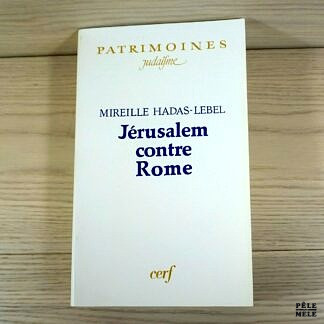 PATRIMOINES
judaïsme
MIREILLE HADAS-LEBEL
Jérusalem
contre
Rome
cerf
PÊLE
MÊLE